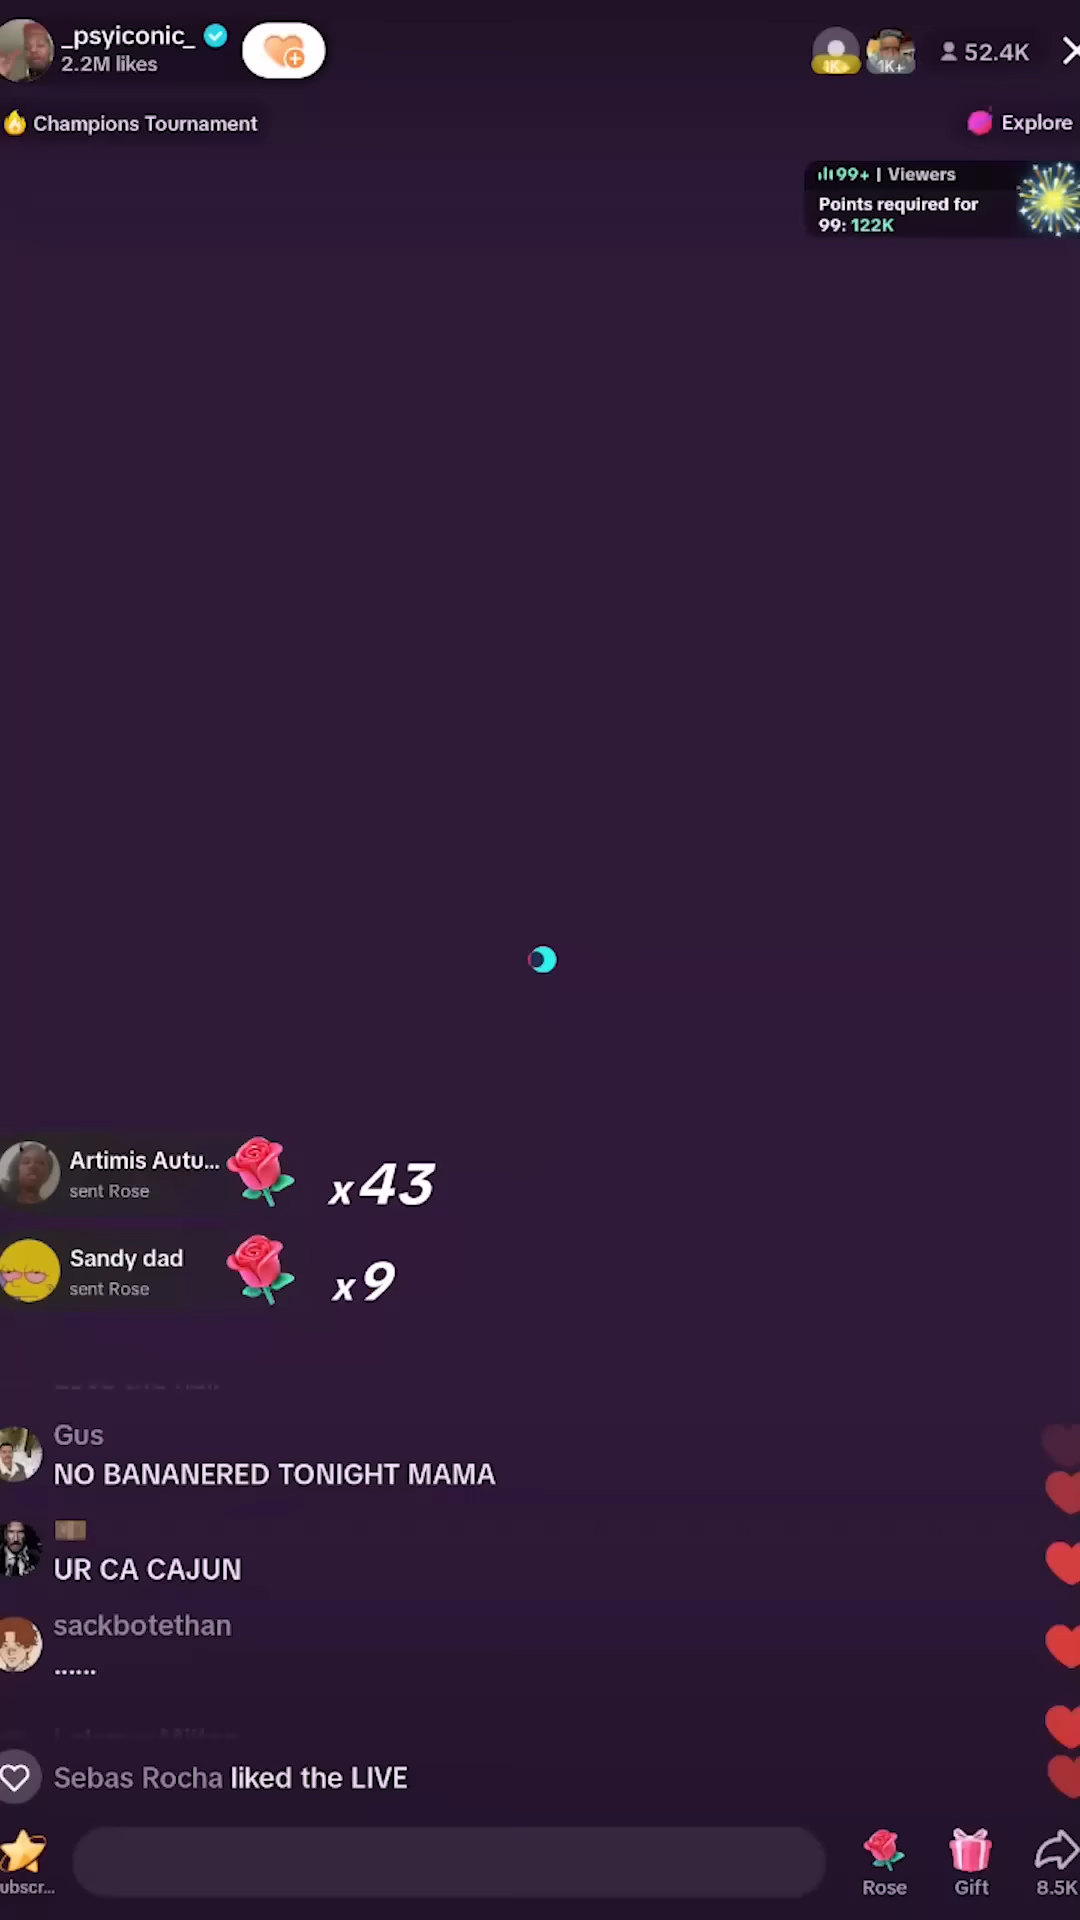 _psyiconic_
2.2M likes
1K+
1K+
52.4K
Champions Tournament
Explore
99+ | Viewers
Points required for
99: 122K
Artimis Autu...
sent Rose
x43
Sandy dad
sent Rose
x9
Gus
NO BANANERED TONIGHT MAMA
UR CA CAJUN
sackbotethan
......
Sebas Rocha liked the LIVE
ubscr...
Rose
Gift
8.5K